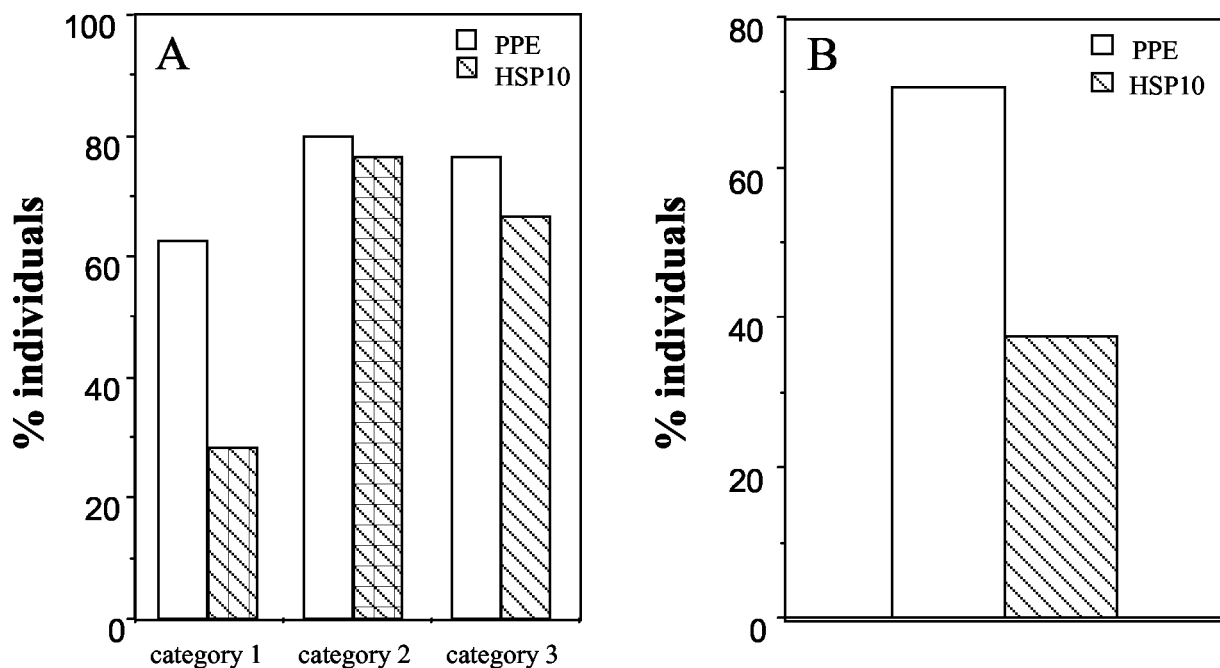 A
PPE
HSP10
% individuals
100
80
60
40
20
0
category 1 category 2 category 3
B
PPE
HSP10
% individuals
80
60
40
20
0